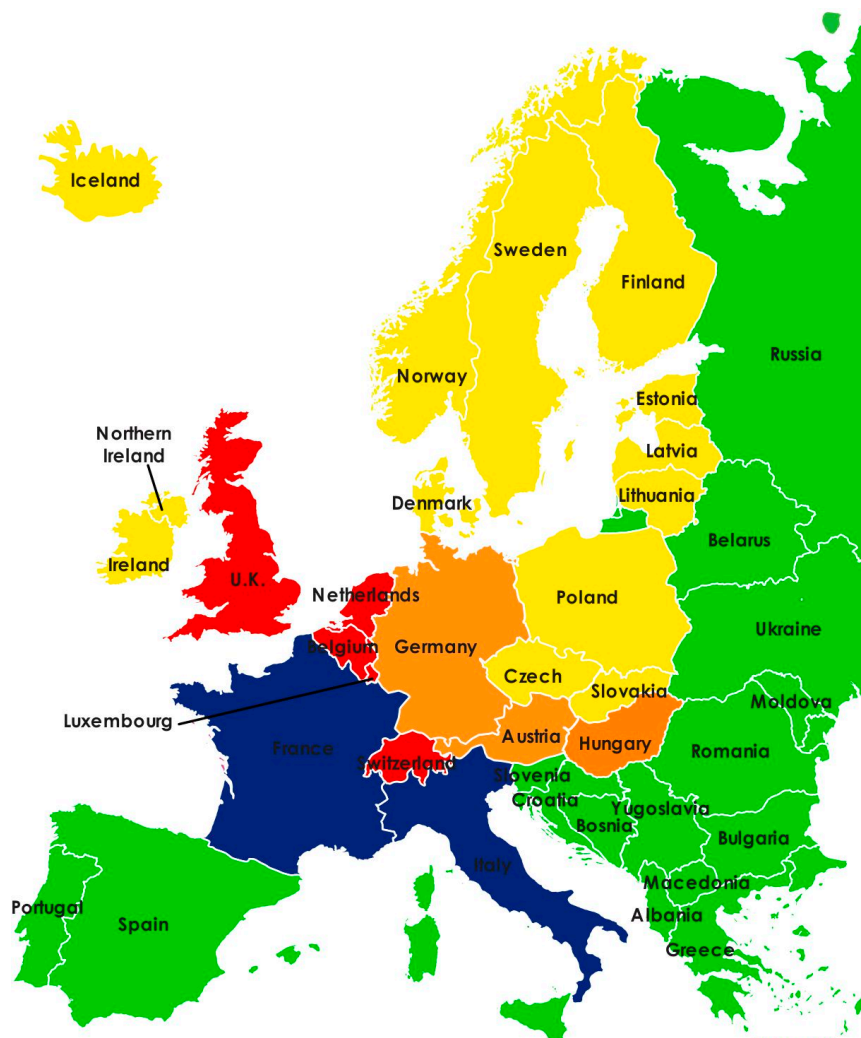 Iceland
Sweden
Finland
Russia
Norway
Estonia
Northern
Ireland
Latvia
Lithuania
Denmark
Belarus
Ireland
U.K.
Netherlands
Poland
Ukraine
Belgium
Germany
Czech
Slovakia
Moldova
Luxembourg
Austria
Hungary
France
Romania
Switzerland
Slovenia
Croatia
Yugoslavia
Bosnia
Bulgaria
Italy
Macedonia
Portugal
Albania
Spain
Greece